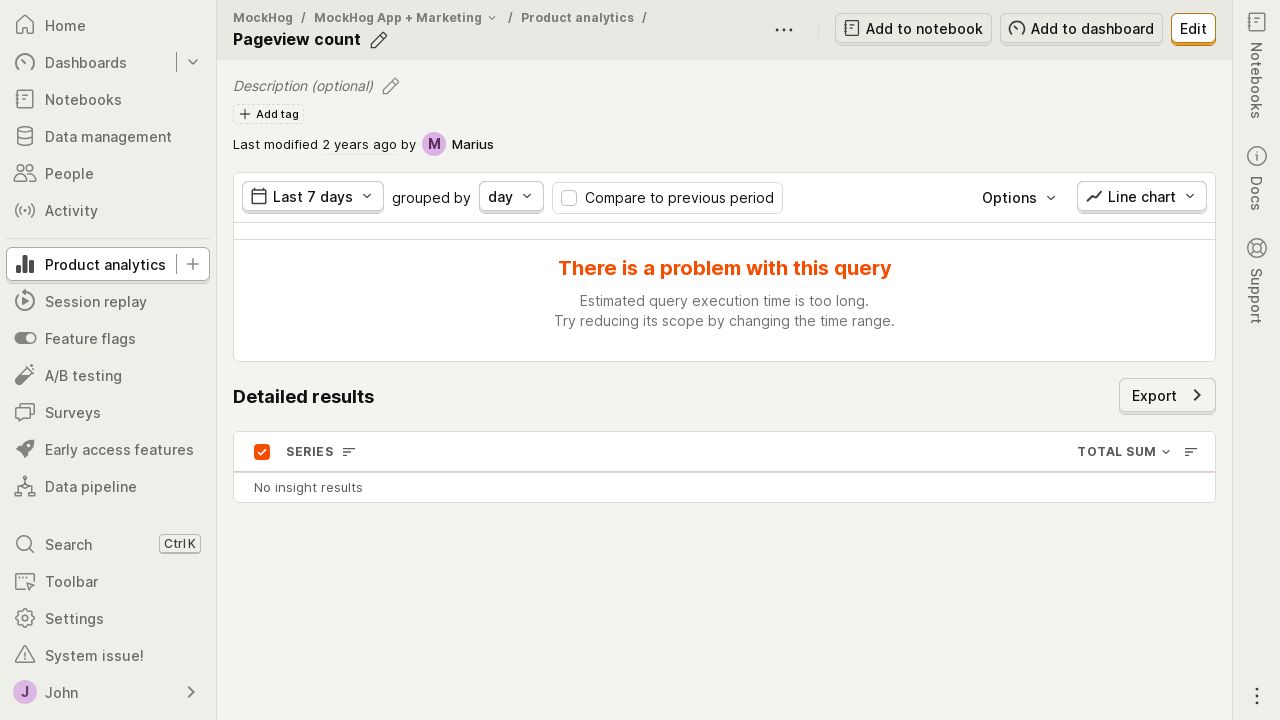 Home
Dashboards
Notebooks
Data management
People
Activity
Product analytics
Session replay
Feature flags
A/B testing
Surveys
Early access features
Data pipeline
Search
Ctrl K
Toolbar
Settings
System issue!
J
John
MockHog / MockHog App + Marketing / Product analytics /
Pageview count
Add to notebook
Add to dashboard
Edit
Description (optional)
Add tag
Last modified 2 years ago by M Marius
Last 7 days grouped by day Compare to previous period
Options
Line chart
There is a problem with this query
Estimated query execution time is too long.
Try reducing its scope by changing the time range.
Detailed results
Export
SERIES
TOTAL SUM
No insight results
Notebooks
Docs
Support